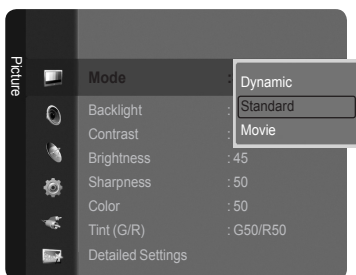 Picture
Mode :
Dynamic
Standard
Movie
Backlight :
Contrast :
Brightness : 45
Sharpness : 50
Color : 50
Tint (G/R) : G50/R50
Detailed Settings